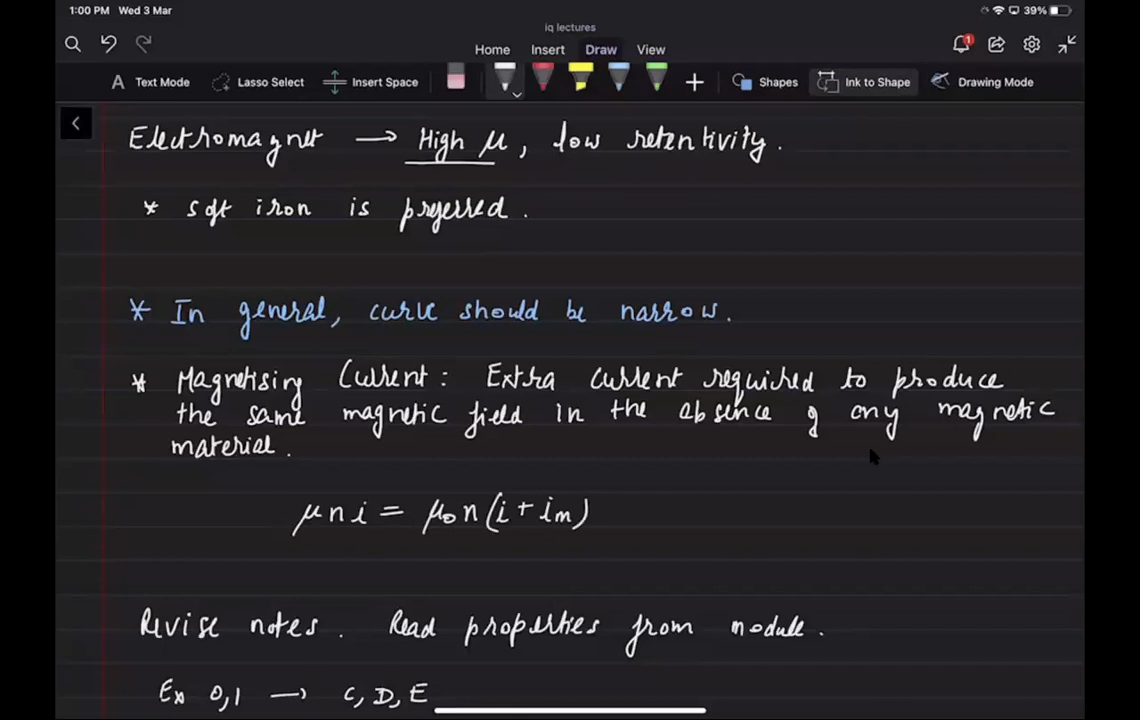 1:00 PM Wed 3 Mar
39%
iq lectures
Home Insert Draw View
1
A Text Mode Lasso Select Insert Space Shapes Ink to Shape Drawing Mode
Electromagnet → High μ, low retentivity.
* soft iron is preferred.
* In general, curve should be narrow.
* Magnetising Current: Extra current required to produce
the same magnetic field in the absence of any magnetic
material.
μ n i = μ₀ n (i + iₘ)
Revise notes. Read properties from module.
Ex 0,1 → C, D, E